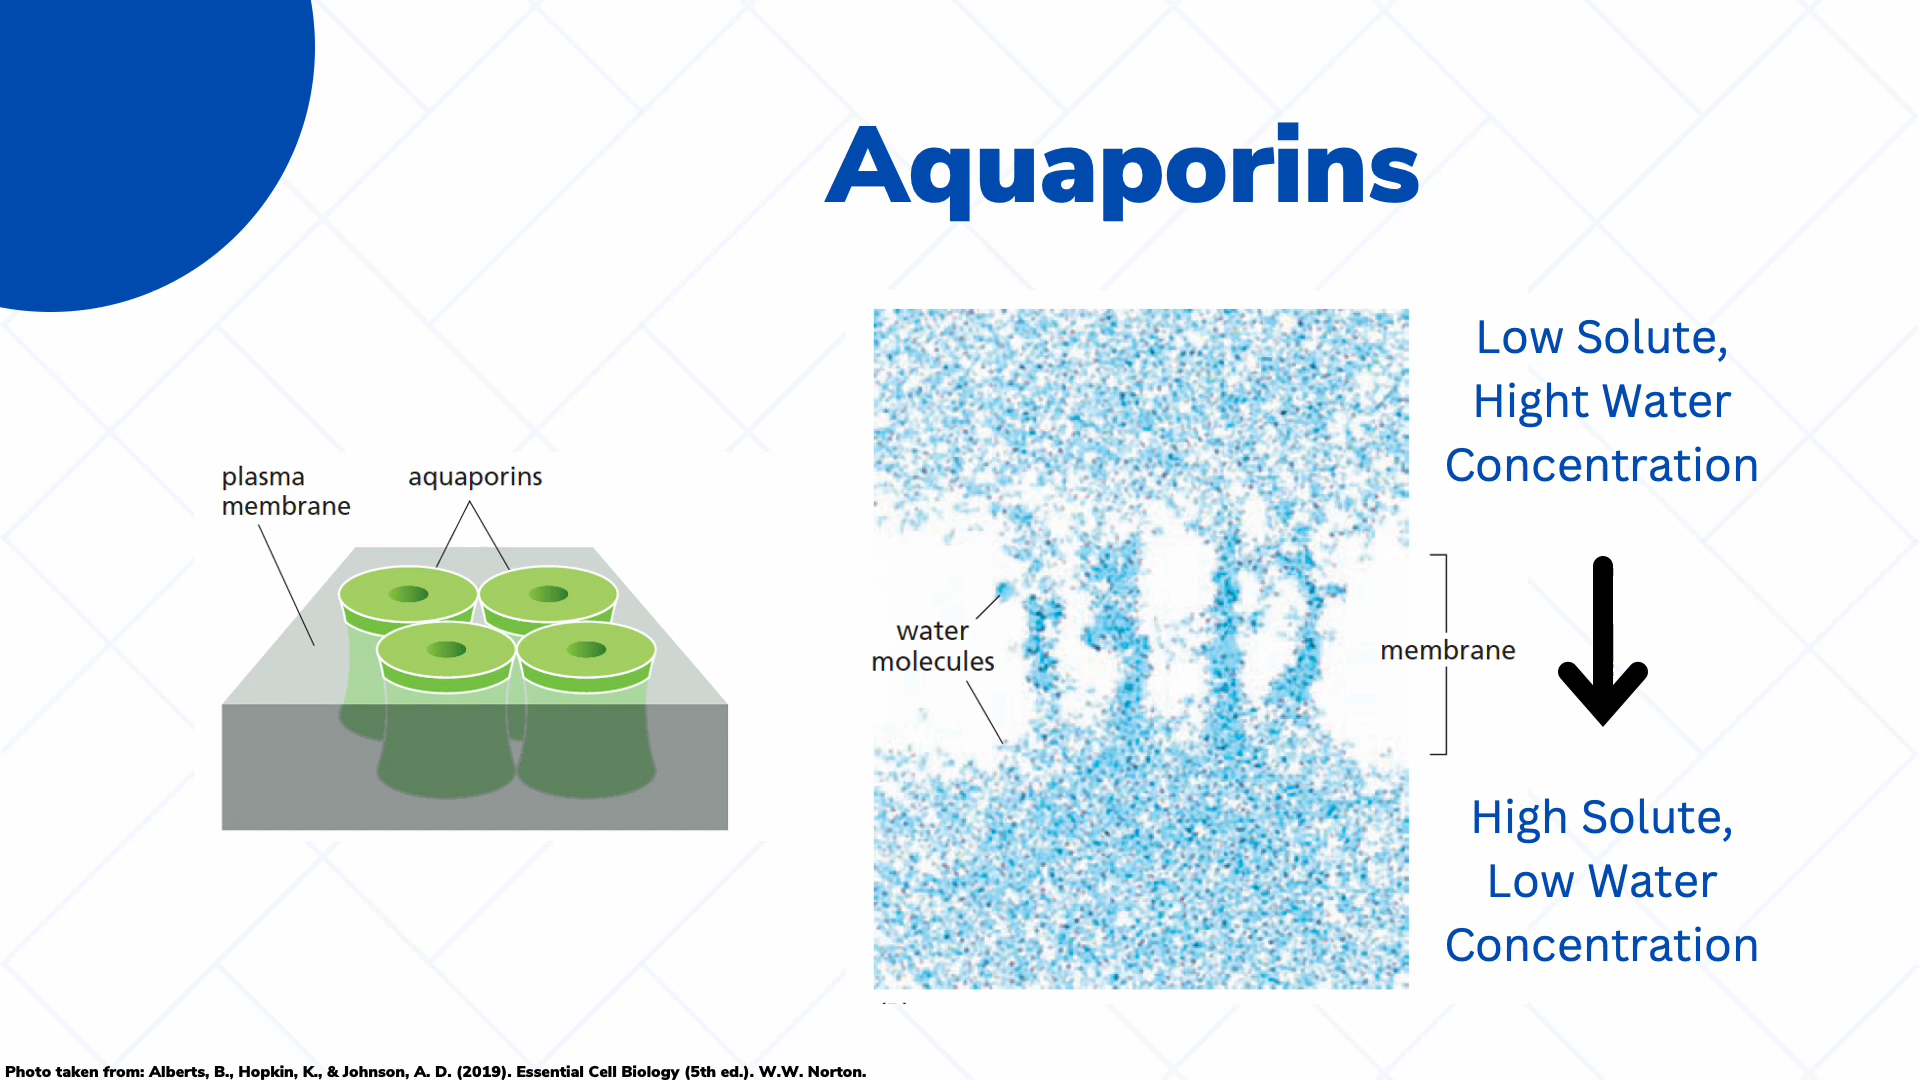 Aquaporins
plasma
membrane
aquaporins
water
molecules
membrane
Low Solute,
Hight Water
Concentration
High Solute,
Low Water
Concentration
Photo taken from: Alberts, B., Hopkin, K., & Johnson, A. D. (2019). Essential Cell Biology (5th ed.). W.W. Norton.